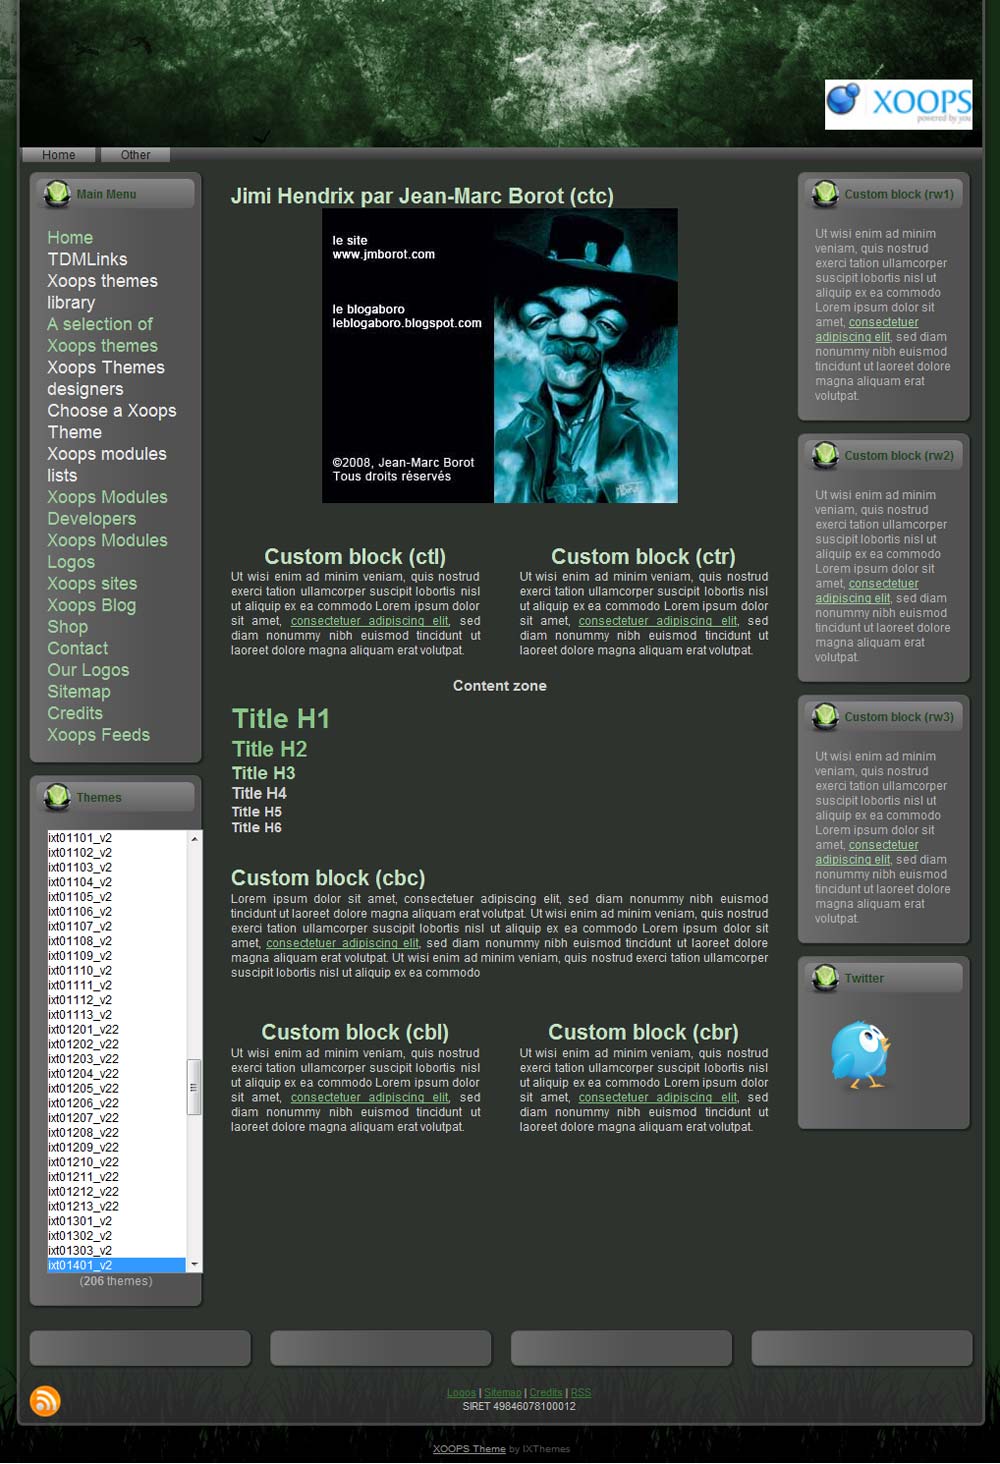 XOOPS
powered by you
Home
Other
Main Menu
Home
TDMLinks
Xoops themes
library
A selection of
Xoops themes
Xoops Themes
designers
Choose a Xoops
Theme
Xoops modules
lists
Xoops Modules
Developers
Xoops Modules
Logos
Xoops sites
Xoops Blog
Shop
Contact
Our Logos
Sitemap
Credits
Xoops Feeds
Themes
ixt01101_v2
ixt01102_v2
ixt01103_v2
ixt01104_v2
ixt01105_v2
ixt01106_v2
ixt01107_v2
ixt01108_v2
ixt01109_v2
ixt01110_v2
ixt01111_v2
ixt01112_v2
ixt01113_v2
ixt01201_v22
ixt01202_v22
ixt01203_v22
ixt01204_v22
ixt01205_v22
ixt01206_v22
ixt01207_v22
ixt01208_v22
ixt01209_v22
ixt01210_v22
ixt01211_v22
ixt01212_v22
ixt01213_v22
ixt01301_v2
ixt01302_v2
ixt01303_v2
ixt01401_v2
(206 themes)
Jimi Hendrix par Jean-Marc Borot (ctc)
le site
www.jmborot.com
le blogaboro
leblogaboro.blogspot.com
©2008, Jean-Marc Borot
Tous droits réservés
Custom block (ctl)
Ut wisi enim ad minim veniam, quis nostrud
exerci tation ullamcorper suscipit lobortis nisl
ut aliquip ex ea commodo Lorem ipsum dolor
sit amet, consectetuer adipiscing elit, sed
diam nonummy nibh euismod tincidunt ut
laoreet dolore magna aliquam erat volutpat.
Custom block (ctr)
Ut wisi enim ad minim veniam, quis nostrud
exerci tation ullamcorper suscipit lobortis nisl
ut aliquip ex ea commodo Lorem ipsum dolor
sit amet, consectetuer adipiscing elit, sed
diam nonummy nibh euismod tincidunt ut
laoreet dolore magna aliquam erat volutpat.
Content zone
Title H1
Title H2
Title H3
Title H4
Title H5
Title H6
Custom block (cbc)
Lorem ipsum dolor sit amet, consectetuer adipiscing elit, sed diam nonummy nibh euismod
tincidunt ut laoreet dolore magna aliquam erat volutpat. Ut wisi enim ad minim veniam, quis nostrud
exerci tation ullamcorper suscipit lobortis nisl ut aliquip ex ea commodo Lorem ipsum dolor sit
amet, consectetuer adipiscing elit, sed diam nonummy nibh euismod tincidunt ut laoreet dolore
magna aliquam erat volutpat. Ut wisi enim ad minim veniam, quis nostrud exerci tation ullamcorper
suscipit lobortis nisl ut aliquip ex ea commodo
Custom block (cbl)
Ut wisi enim ad minim veniam, quis nostrud
exerci tation ullamcorper suscipit lobortis nisl
ut aliquip ex ea commodo Lorem ipsum dolor
sit amet, consectetuer adipiscing elit, sed
diam nonummy nibh euismod tincidunt ut
laoreet dolore magna aliquam erat volutpat.
Custom block (cbr)
Ut wisi enim ad minim veniam, quis nostrud
exerci tation ullamcorper suscipit lobortis nisl
ut aliquip ex ea commodo Lorem ipsum dolor
sit amet, consectetuer adipiscing elit, sed
diam nonummy nibh euismod tincidunt ut
laoreet dolore magna aliquam erat volutpat.
Custom block (rw1)
Ut wisi enim ad minim
veniam, quis nostrud
exerci tation ullamcorper
suscipit lobortis nisl ut
aliquip ex ea commodo
Lorem ipsum dolor sit
amet, consectetuer
adipiscing elit, sed diam
nonummy nibh euismod
tincidunt ut laoreet dolore
magna aliquam erat
volutpat.
Custom block (rw2)
Ut wisi enim ad minim
veniam, quis nostrud
exerci tation ullamcorper
suscipit lobortis nisl ut
aliquip ex ea commodo
Lorem ipsum dolor sit
amet, consectetuer
adipiscing elit, sed diam
nonummy nibh euismod
tincidunt ut laoreet dolore
magna aliquam erat
volutpat.
Custom block (rw3)
Ut wisi enim ad minim
veniam, quis nostrud
exerci tation ullamcorper
suscipit lobortis nisl ut
aliquip ex ea commodo
Lorem ipsum dolor sit
amet, consectetuer
adipiscing elit, sed diam
nonummy nibh euismod
tincidunt ut laoreet dolore
magna aliquam erat
volutpat.
Twitter
Logos | Sitemap | Credits | RSS
SIRET 49846078100012
XOOPS Theme by IXThemes